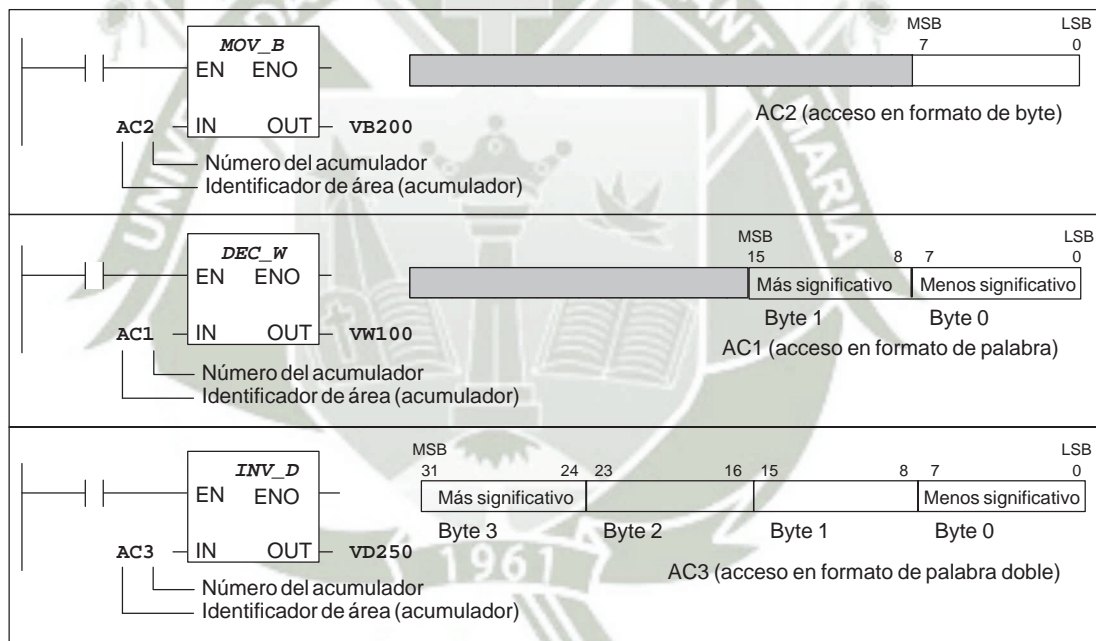 MOV_B
EN ENO
AC2 IN OUT VB200
Número del acumulador
Identificador de área (acumulador)
MSB LSB
7 0
AC2 (acceso en formato de byte)
DEC_W
EN ENO
AC1 IN OUT VW100
Número del acumulador
Identificador de área (acumulador)
MSB LSB
15 8 7 0
Más significativo Menos significativo
Byte 1 Byte 0
AC1 (acceso en formato de palabra)
INV_D
EN ENO
AC3 IN OUT VD250
Número del acumulador
Identificador de área (acumulador)
MSB LSB
31 24 23 16 15 8 7 0
Más significativo Menos significativo
Byte 3 Byte 2 Byte 1 Byte 0
AC3 (acceso en formato de palabra doble)
MARIA
1961